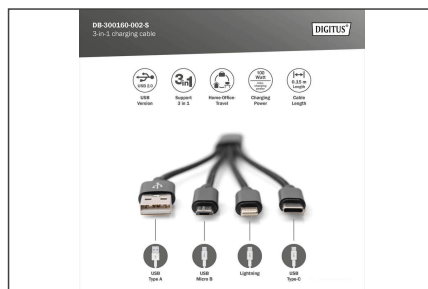 DB-300160-002-S
3-in-1 charging cable
DIGITUS®
USB 2.0
3in1
100
Watt
0.15 m
Length
USB
Version
Support
3 in 1
Home-Office-
Travel
Charging
Power
Cable
Length
USB
Type A
USB
Micro B
Lightning
USB
Type-C